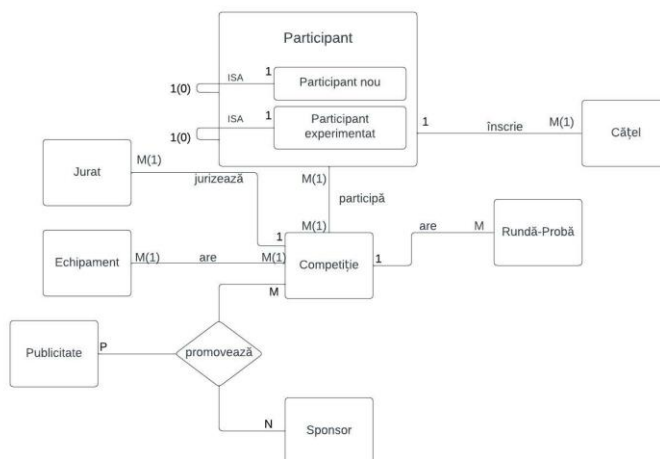 Participant
ISA
1
Participant nou
1(0)
ISA
1
Participant
experimentat
1(0)
1
înscrie
M(1)
Cățel
Jurat
M(1)
jurizează
1
M(1)
participă
M(1)
Echipament
M(1)
are
M(1)
Competiție
1
are
M
Rundă-Probă
M
Publicitate
P
promovează
N
Sponsor